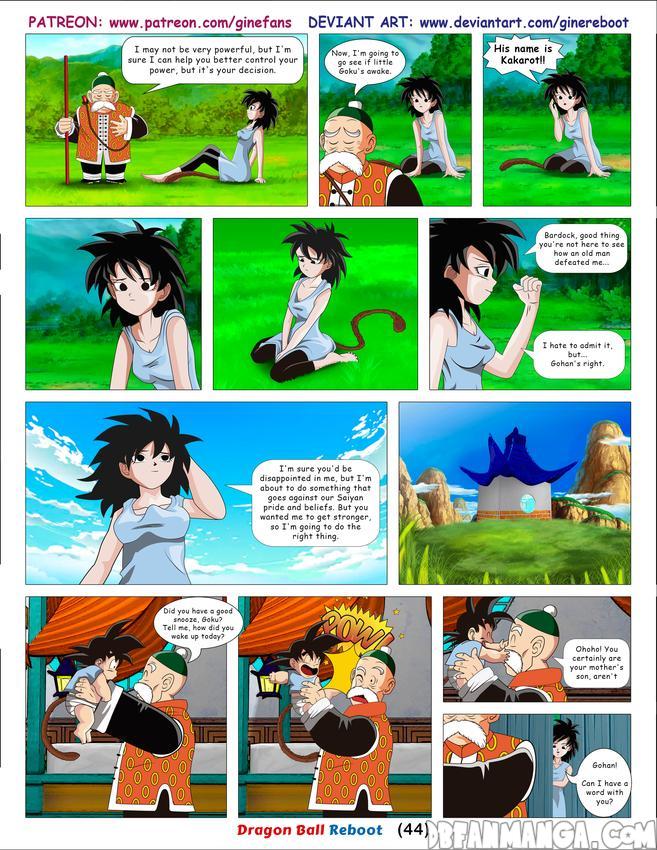 PATREON: www.patreon.com/ginefans DEVIANT ART: www.deviantart.com/ginereboot
I may not be very powerful, but I'm
sure I can help you better control your
power, but it's your decision.
Now, I'm going to
go see if little
Goku's awake.
His name is
Kakarot!!
Bardock, good thing
you're not here to see
how an old man
defeated me...
I hate to admit it,
but...
Gohan's right.
I'm sure you'd be
disappointed in me, but I'm
about to do something that
goes against our Saiyan
pride and beliefs. But you
wanted me to get stronger,
so I'm going to do the
right thing.
Did you have a good
snooze, Goku?
Tell me, how did you
wake up today?
POW!
Ohoho! You
certainly are
your mother's
son, aren't
Gohan!
Can I have a
word with
you?
Dragon Ball Reboot (44)
DBFANMANGA.COM